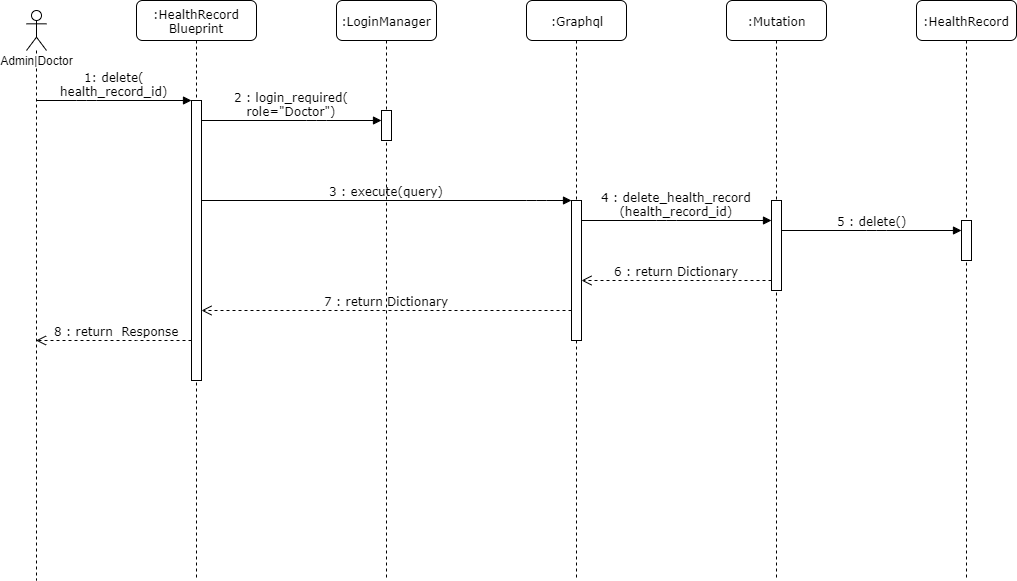 :HealthRecord
Blueprint
:LoginManager
:Graphql
:Mutation
:HealthRecord
Admin|Doctor
1: delete(
health_record_id)
2 : login_required(
role="Doctor")
3 : execute(query)
4 : delete_health_record
(health_record_id)
5 : delete()
6 : return Dictionary
7 : return Dictionary
8 : return Response